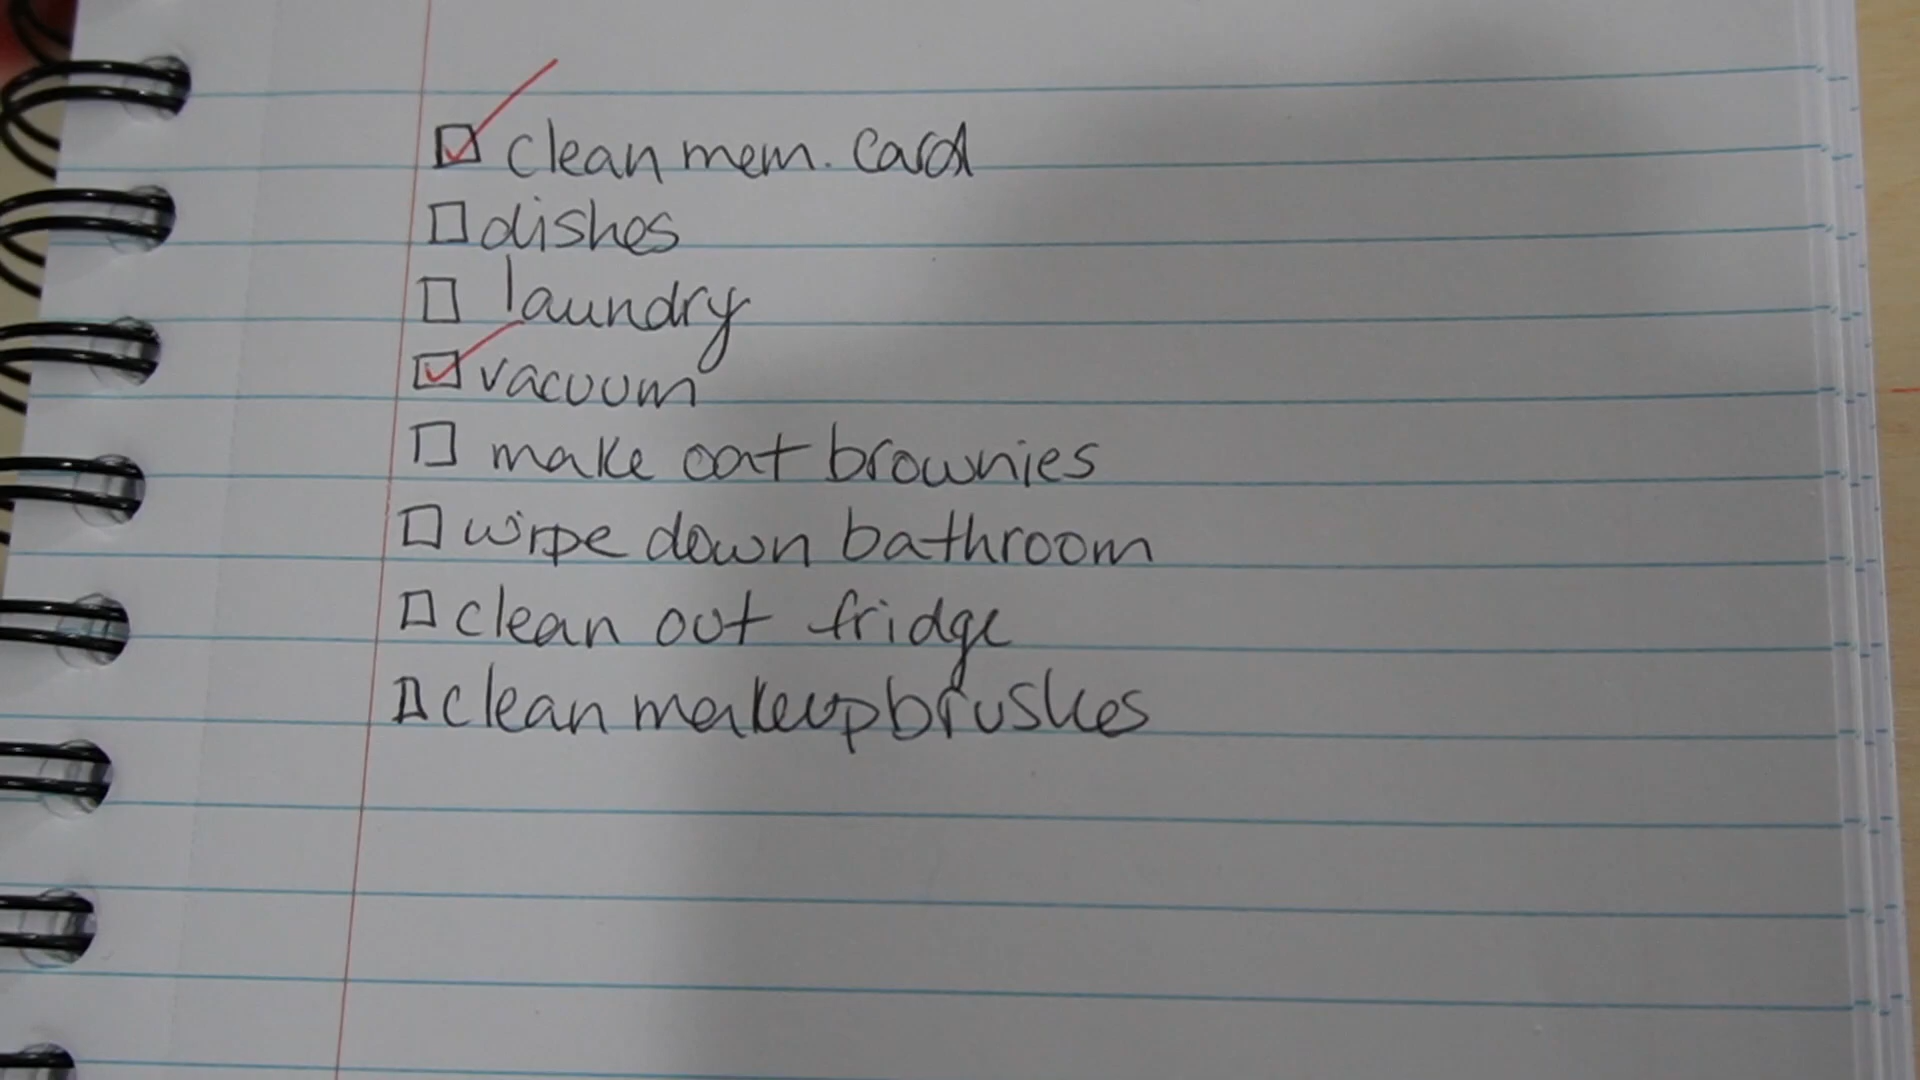 clean mem. card
dishes
laundry
vacuum
make oat brownies
wipe down bathroom
clean out fridge
clean makeup brushes